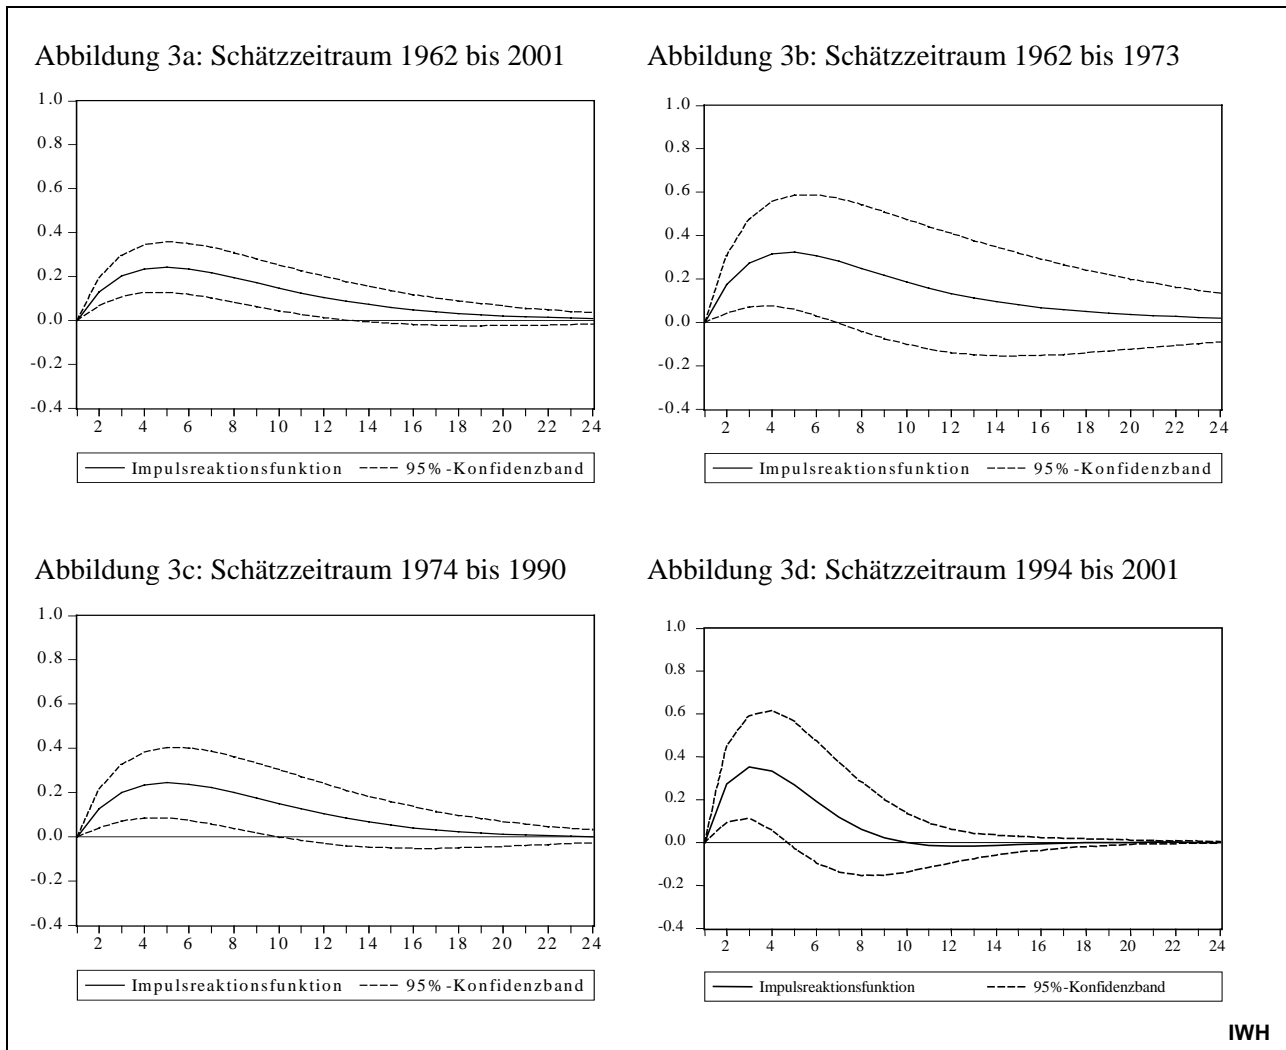 Abbildung 3a: Schätzzeitraum 1962 bis 2001
1.0
0.8
0.6
0.4
0.2
0.0
-0.2
-0.4
2 4 6 8 10 12 14 16 18 20 22 24
Impulsreaktionsfunktion 95%-Konfidenzband
Abbildung 3b: Schätzzeitraum 1962 bis 1973
1.0
0.8
0.6
0.4
0.2
0.0
-0.2
-0.4
2 4 6 8 10 12 14 16 18 20 22 24
Impulsreaktionsfunktion 95%-Konfidenzband
Abbildung 3c: Schätzzeitraum 1974 bis 1990
1.0
0.8
0.6
0.4
0.2
0.0
-0.2
-0.4
2 4 6 8 10 12 14 16 18 20 22 24
Impulsreaktionsfunktion 95%-Konfidenzband
Abbildung 3d: Schätzzeitraum 1994 bis 2001
1.0
0.8
0.6
0.4
0.2
0.0
-0.2
-0.4
2 4 6 8 10 12 14 16 18 20 22 24
Impulsreaktionsfunktion 95%-Konfidenzband
IWH